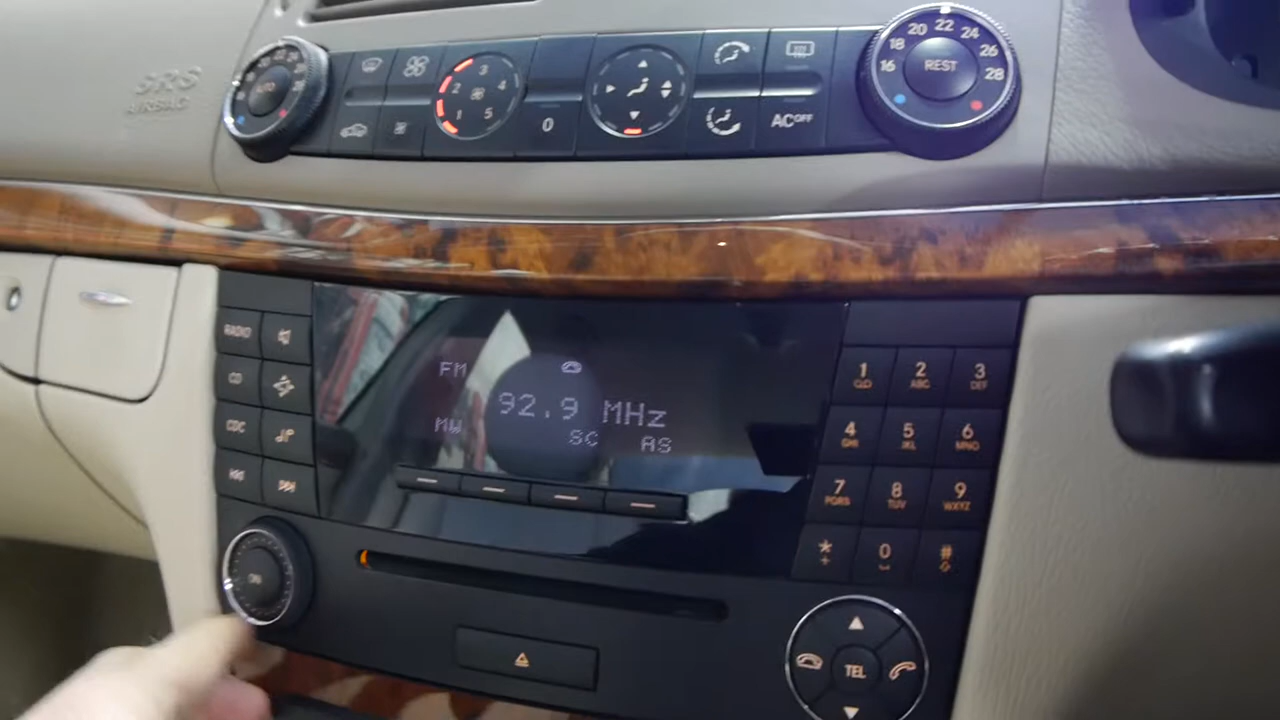 SRS
AIRBAG
AUTO
3
2
4
1
5
0
AC OFF
16 18 20 22 24 26 28
REST
RADIO
CD
CDC
ON
FM
92.9 MHz
MW
SC
AS
1
2 ABC
3 DEF
4 GHI
5 JKL
6 MNO
7 PQRS
8 TUV
9 WXYZ
*
+
0
#
TEL